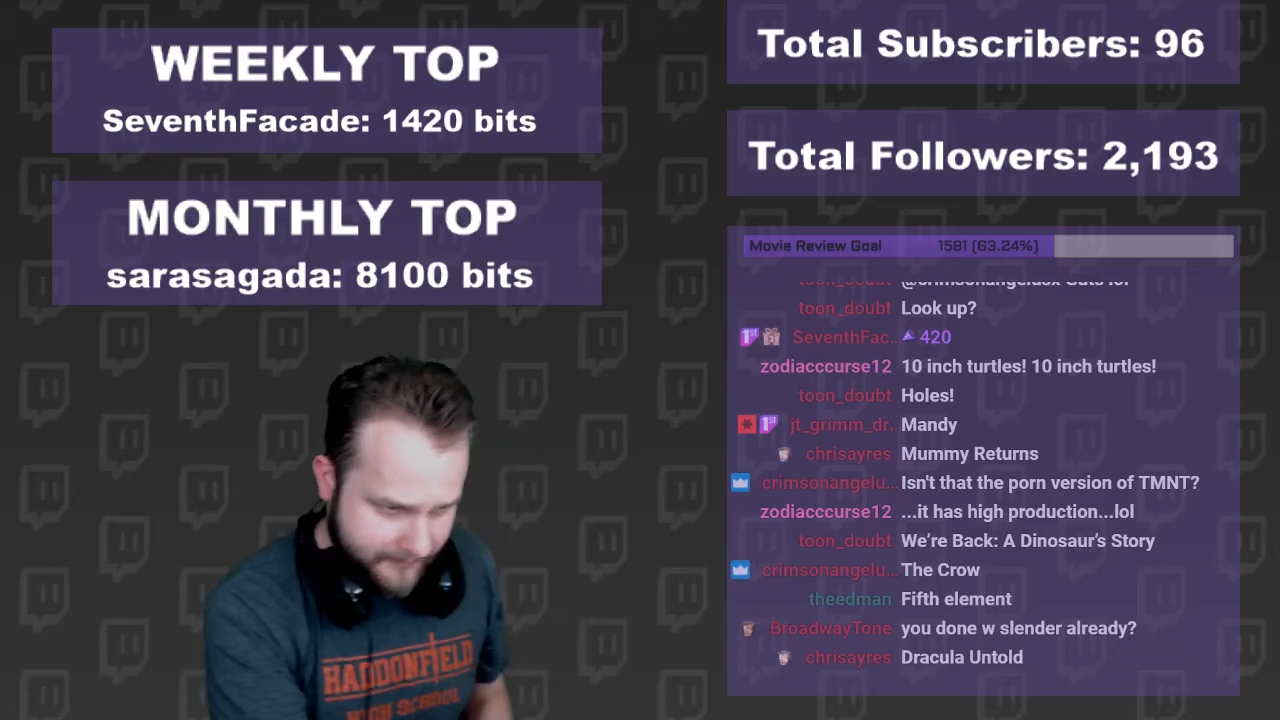 WEEKLY TOP
SeventhFacade: 1420 bits
MONTHLY TOP
sarasagada: 8100 bits
Total Subscribers: 96
Total Followers: 2,193
Movie Review Goal 1581 (63.24%)
toon_doubt Look up?
SeventhFac... 420
zodiacccurse12 10 inch turtles! 10 inch turtles!
toon_doubt Holes!
jt_grimm_dr... Mandy
chrisayres Mummy Returns
crimsonangelu... Isn't that the porn version of TMNT?
zodiacccurse12 ...it has high production...lol
toon_doubt We're Back: A Dinosaur's Story
crimsonangelu... The Crow
theedman Fifth element
BroadwayTone you done w slender already?
chrisayres Dracula Untold
HADDONFIELD
HIGH SCHOOL